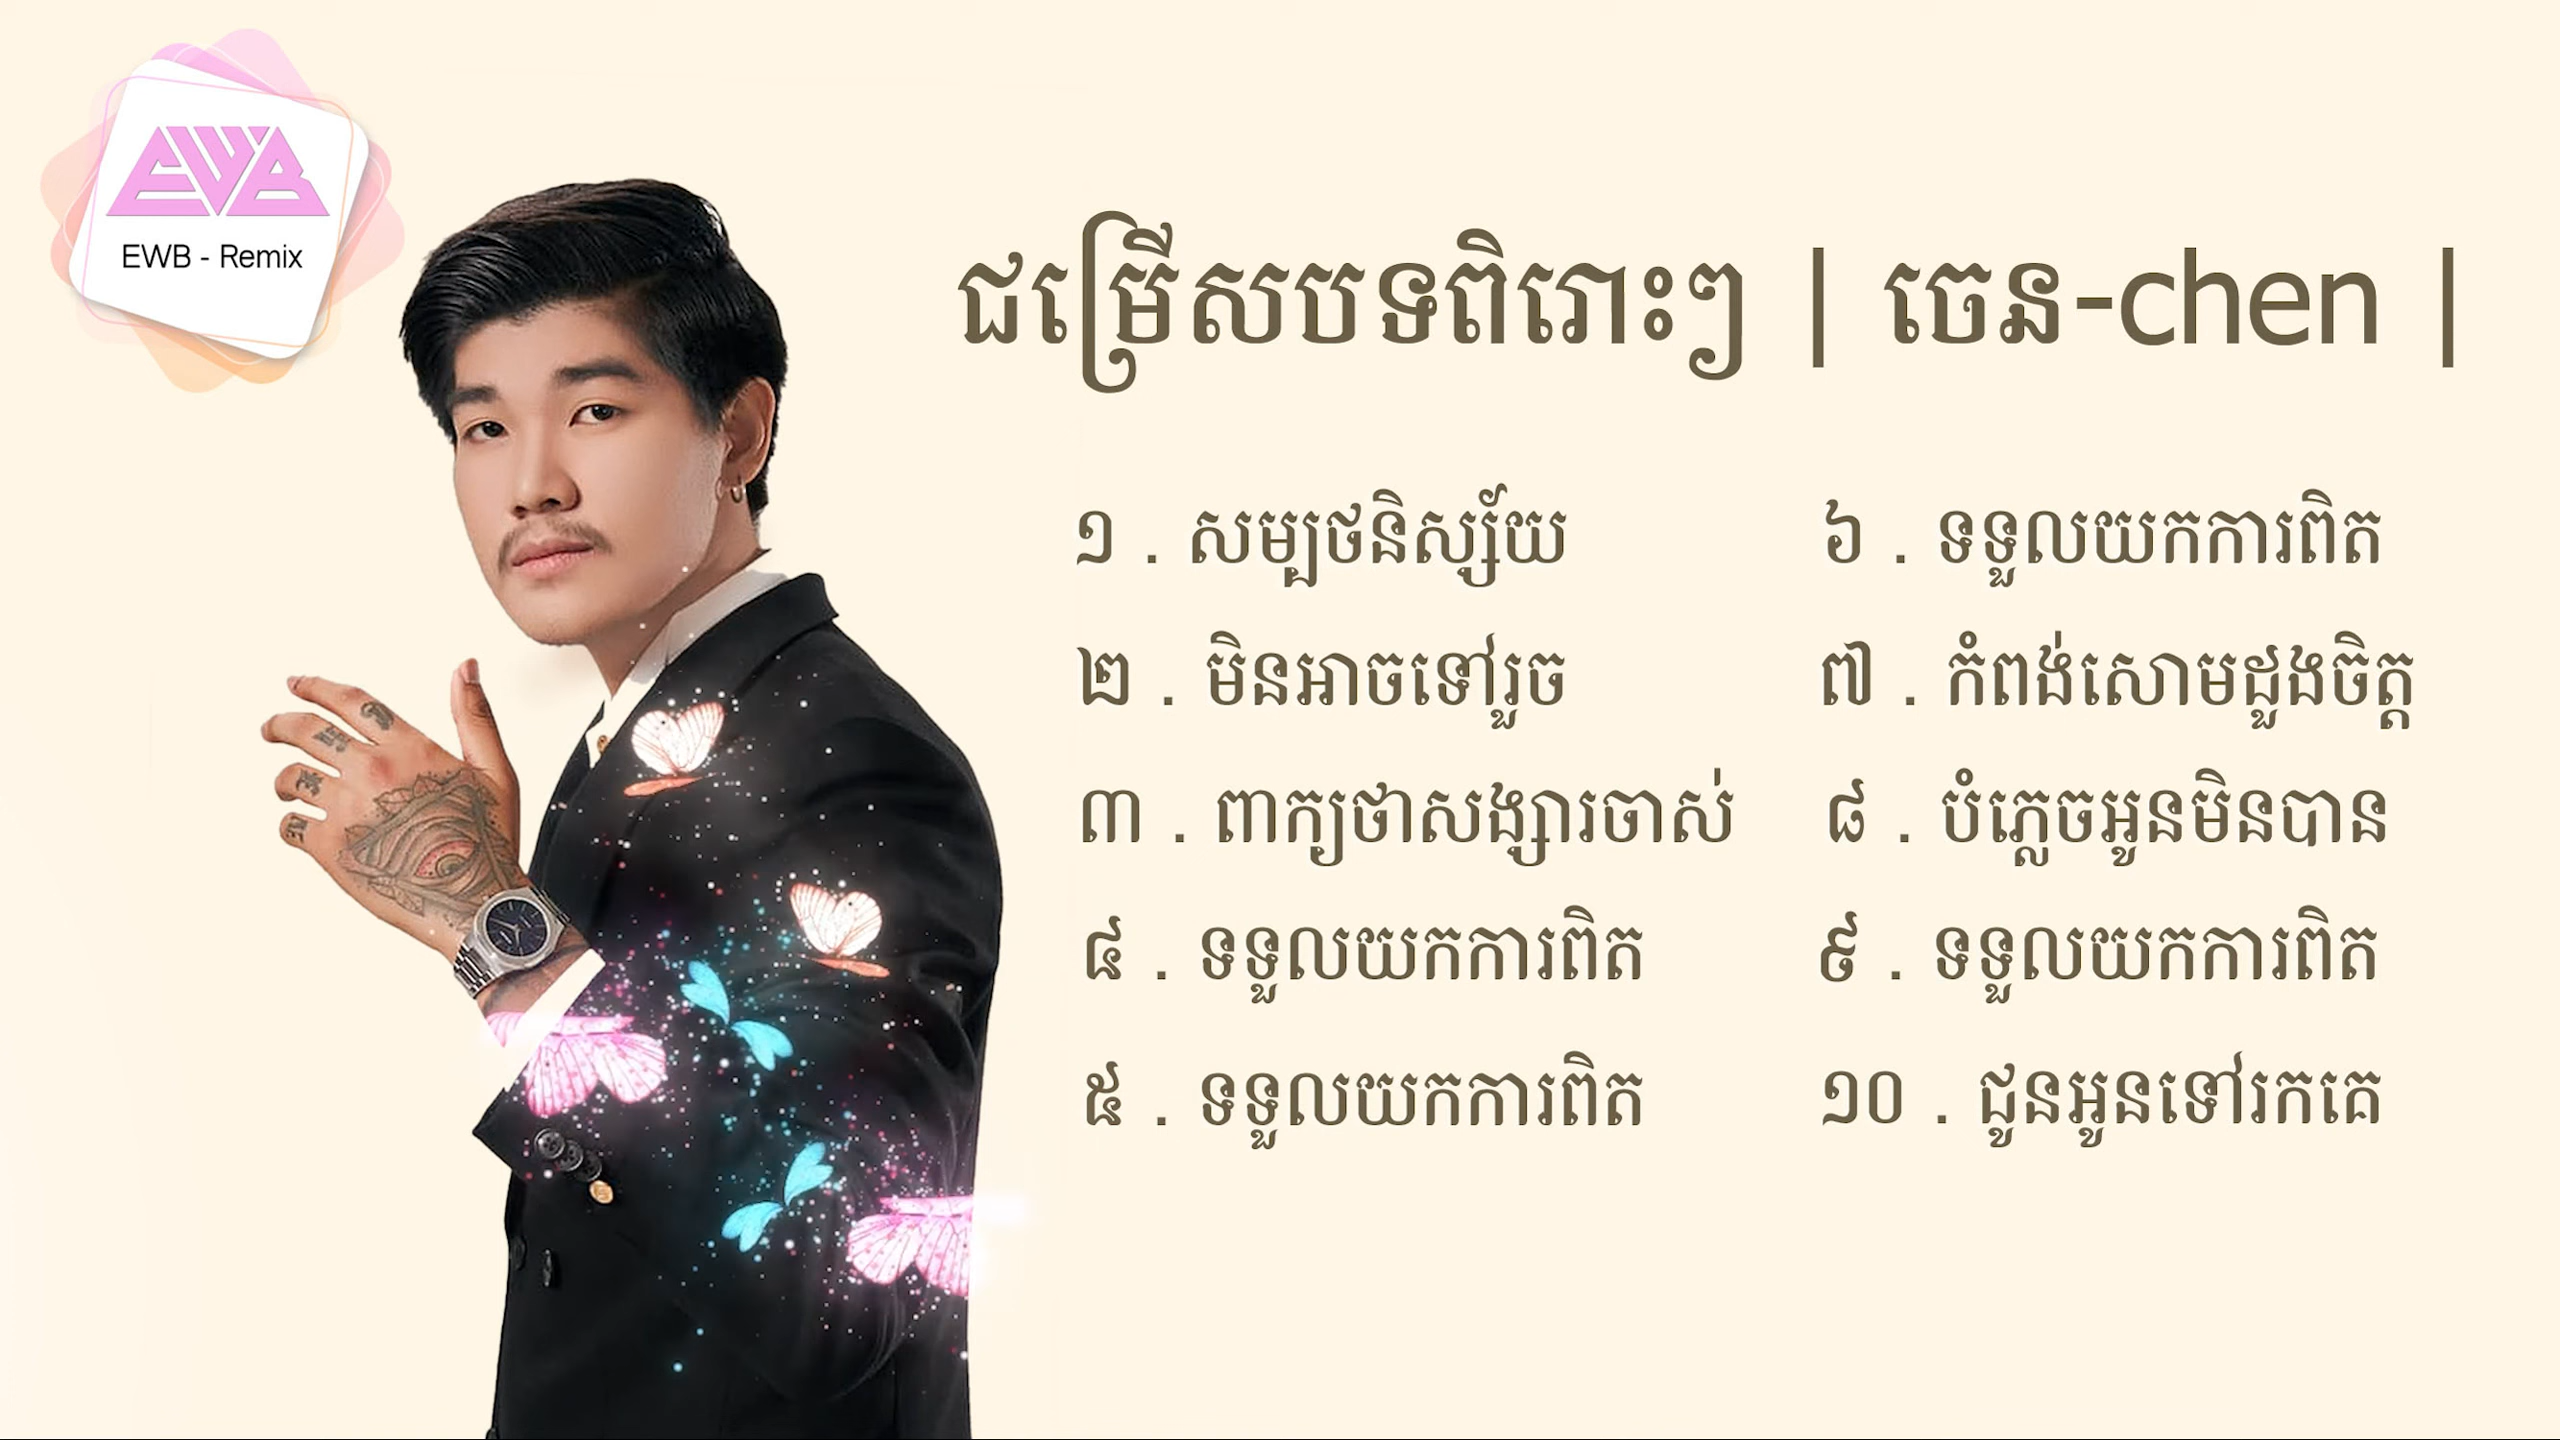 EWB
EWB - Remix
ជម្រើសបទពិរោះៗ | ចេន-chen |
១ . សម្បថនិស្ស័យ
២ . មិនអាចទៅរួច
៣ . ពាក្យថាសង្សារចាស់
៤ . ទទួលយកការពិត
៥ . ទទួលយកការពិត
៦ . ទទួលយកការពិត
៧ . កំពង់សោមដួងចិត្ត
៨ . បំភ្លេចអូនមិនបាន
៩ . ទទួលយកការពិត
១០ . ជូនអូនទៅរកគេ